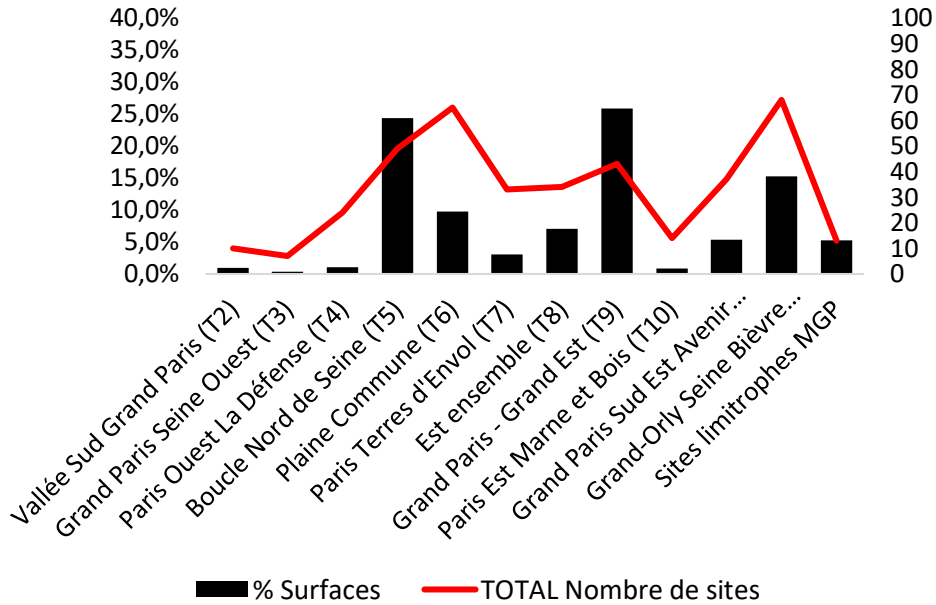 40,0%
35,0%
30,0%
25,0%
20,0%
15,0%
10,0%
5,0%
0,0%
100
90
80
70
60
50
40
30
20
10
0
Vallée Sud Grand Paris (T2)
Grand Paris Seine Ouest (T3)
Paris Ouest La Défense (T4)
Boucle Nord de Seine (T5)
Plaine Commune (T6)
Paris Terres d'Envol (T7)
Est ensemble (T8)
Grand Paris - Grand Est (T9)
Paris Est Marne et Bois (T10)
Grand Paris Sud Est Avenir...
Grand-Orly Seine Bièvre...
Sites limitrophes MGP
% Surfaces
TOTAL Nombre de sites